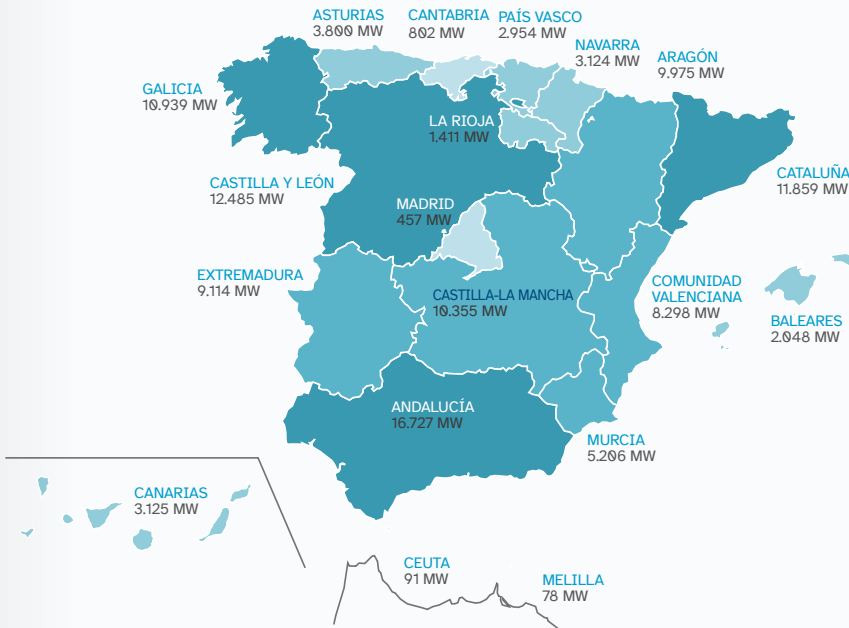 ASTURIAS
3.800 MW
CANTABRIA
802 MW
PAÍS VASCO
2.954 MW
NAVARRA
3.124 MW
ARAGÓN
9.975 MW
GALICIA
10.939 MW
LA RIOJA
1.411 MW
CATALUÑA
11.859 MW
CASTILLA Y LEÓN
12.485 MW
MADRID
457 MW
EXTREMADURA
9.114 MW
CASTILLA-LA MANCHA
10.355 MW
COMUNIDAD
VALENCIANA
8.298 MW
BALEARES
2.048 MW
ANDALUCÍA
16.727 MW
MURCIA
5.206 MW
CANARIAS
3.125 MW
CEUTA
91 MW
MELILLA
78 MW